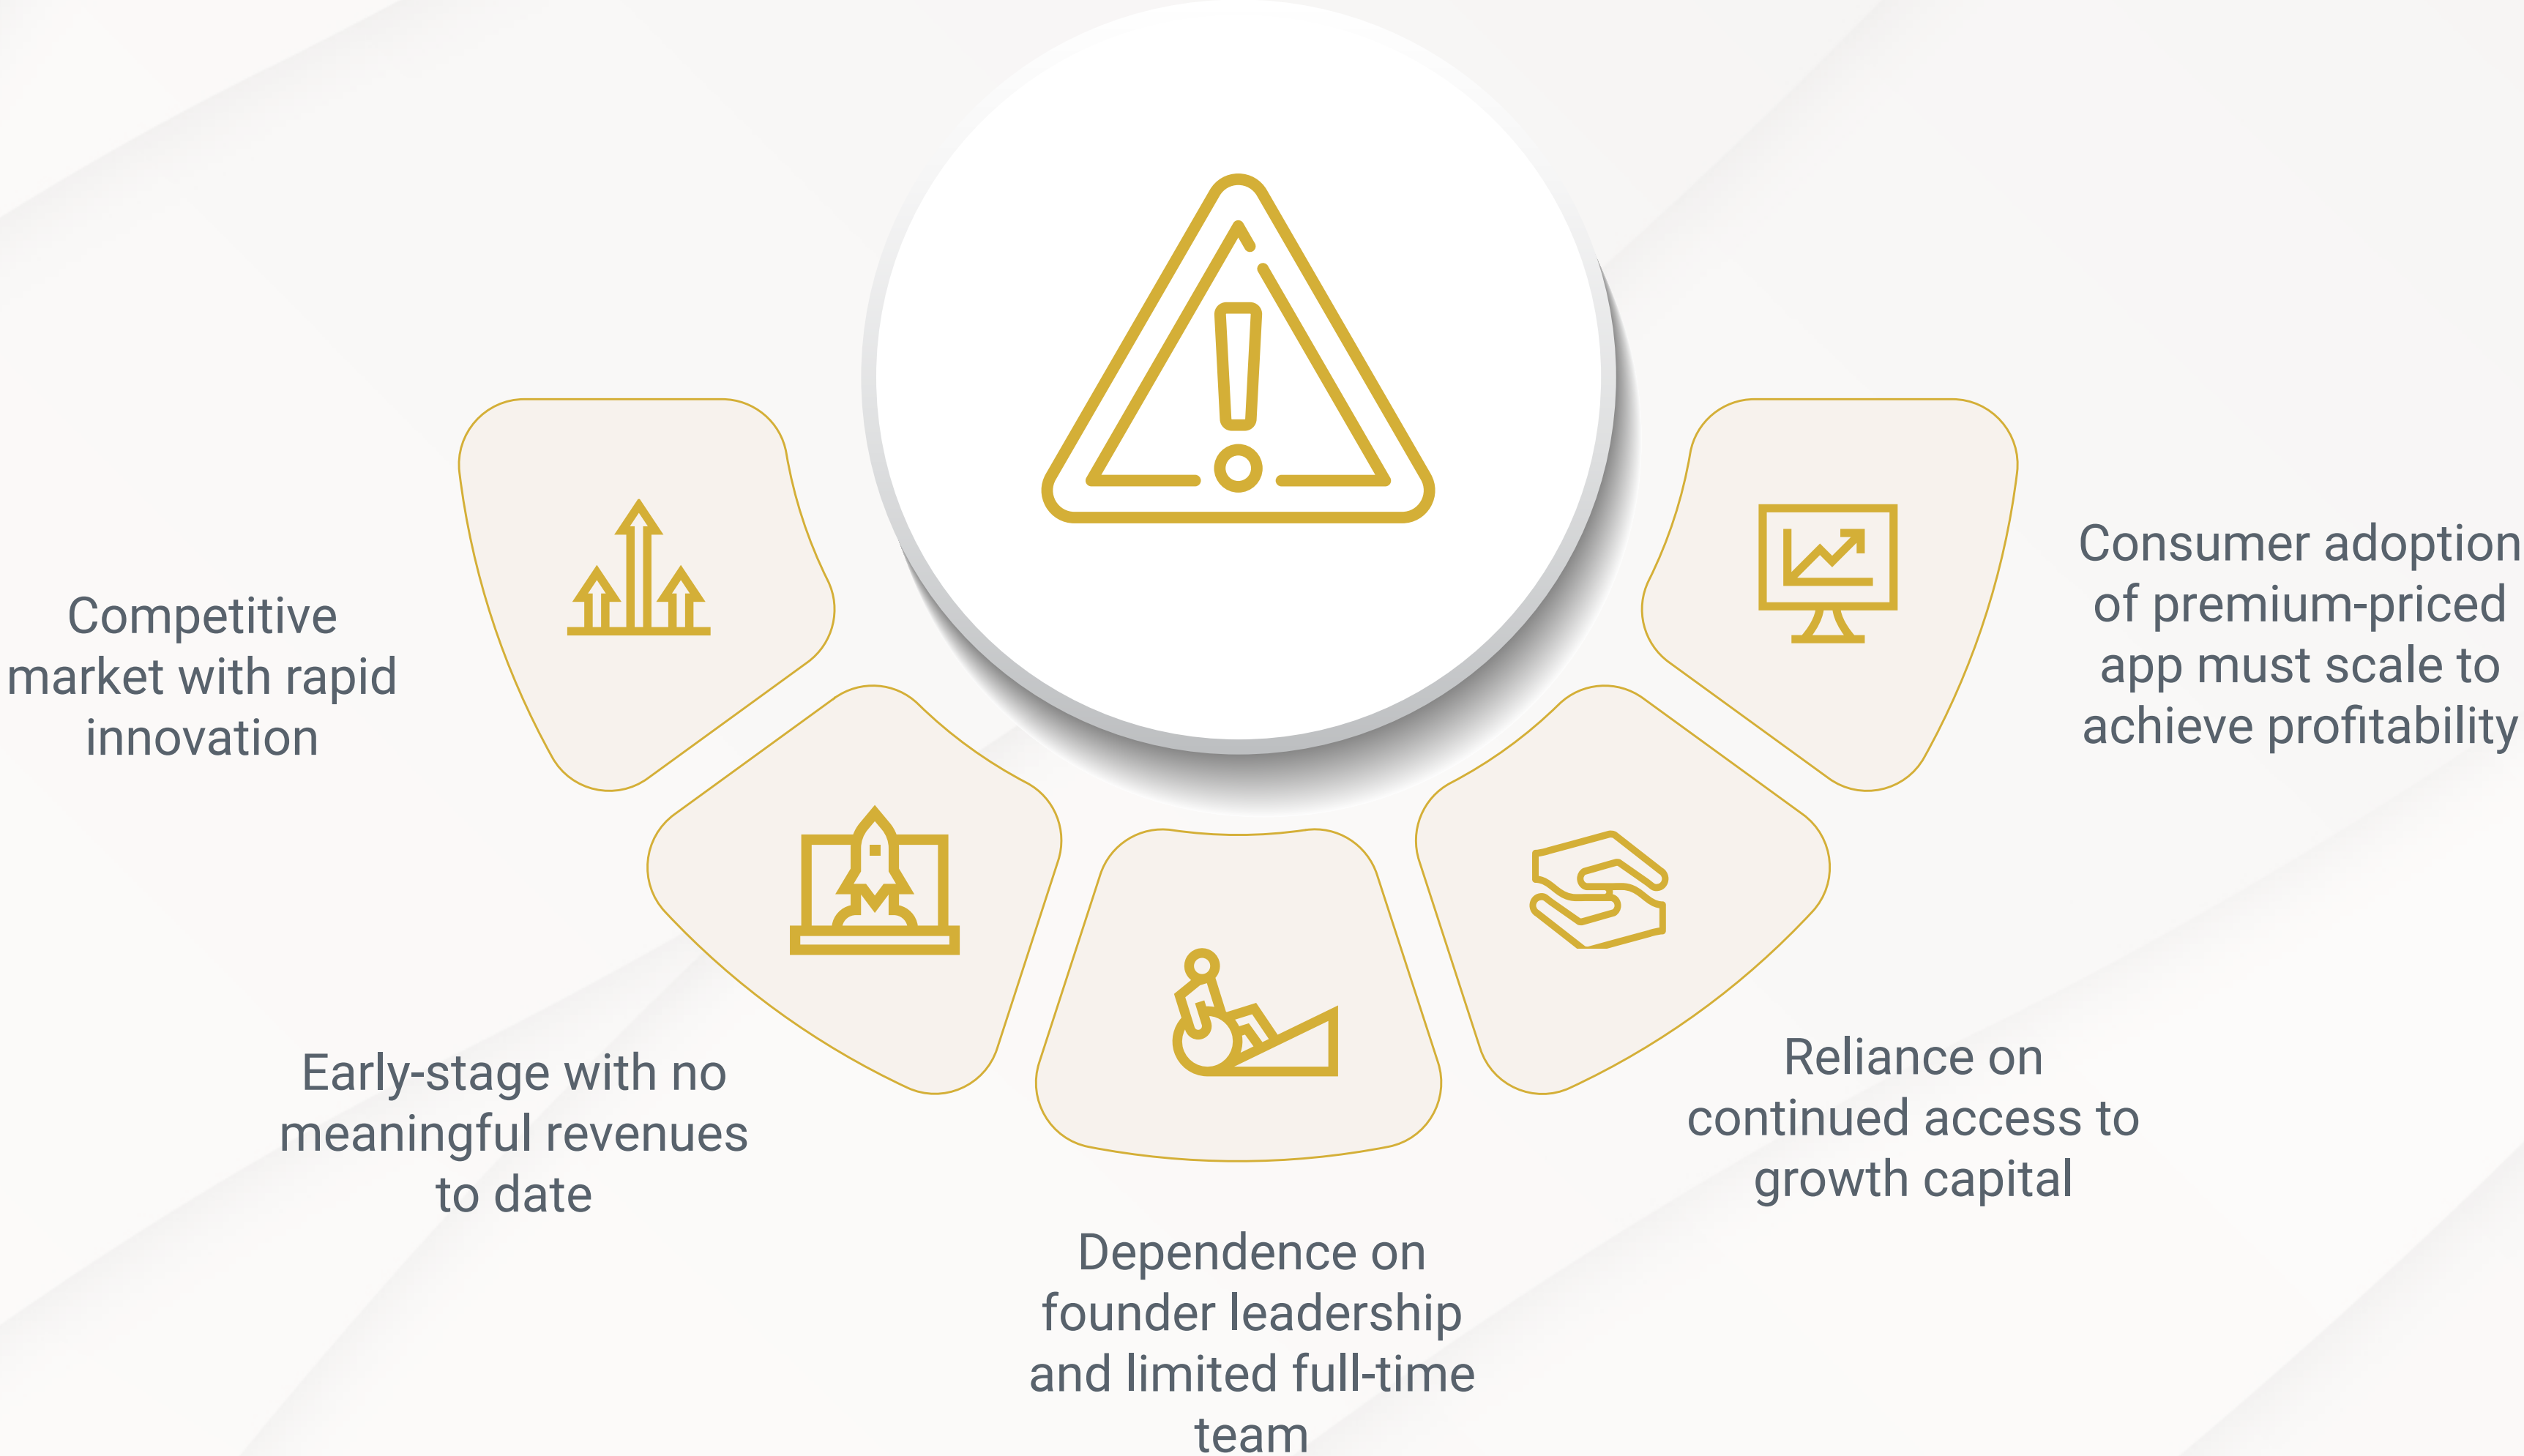 Competitive
market with rapid
innovation
Early-stage with no
meaningful revenues
to date
Dependence on
founder leadership
and limited full-time
team
Reliance on
continued access to
growth capital
Consumer adoption
of premium-priced
app must scale to
achieve profitability